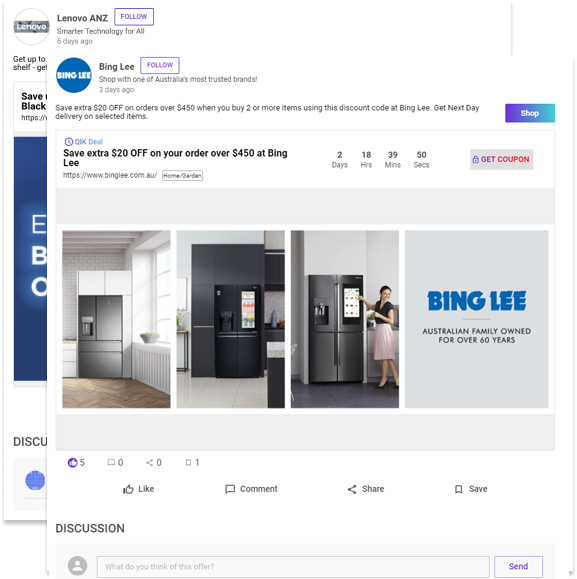 Lenovo
Lenovo ANZ
FOLLOW
Smarter Technology for All
6 days ago
Get up to
shelf - get
Black
https://w
DISCU
BING LEE
Bing Lee
FOLLOW
Shop with one of Australia's most trusted brands!
3 days ago
Save extra $20 OFF on orders over $450 when you buy 2 or more items using this discount code at Bing Lee. Get Next Day
delivery on selected items.
Shop
QIK Deal
Save extra $20 OFF on your order over $450 at Bing
Lee
https://www.binglee.com.au/
Home/Garden
2 18 39 50
Days Hrs Mins Secs
GET COUPON
BING LEE
AUSTRALIAN FAMILY OWNED
FOR OVER 60 YEARS
5 0 0 1
Like Comment Share Save
DISCUSSION
What do you think of this offer?
Send